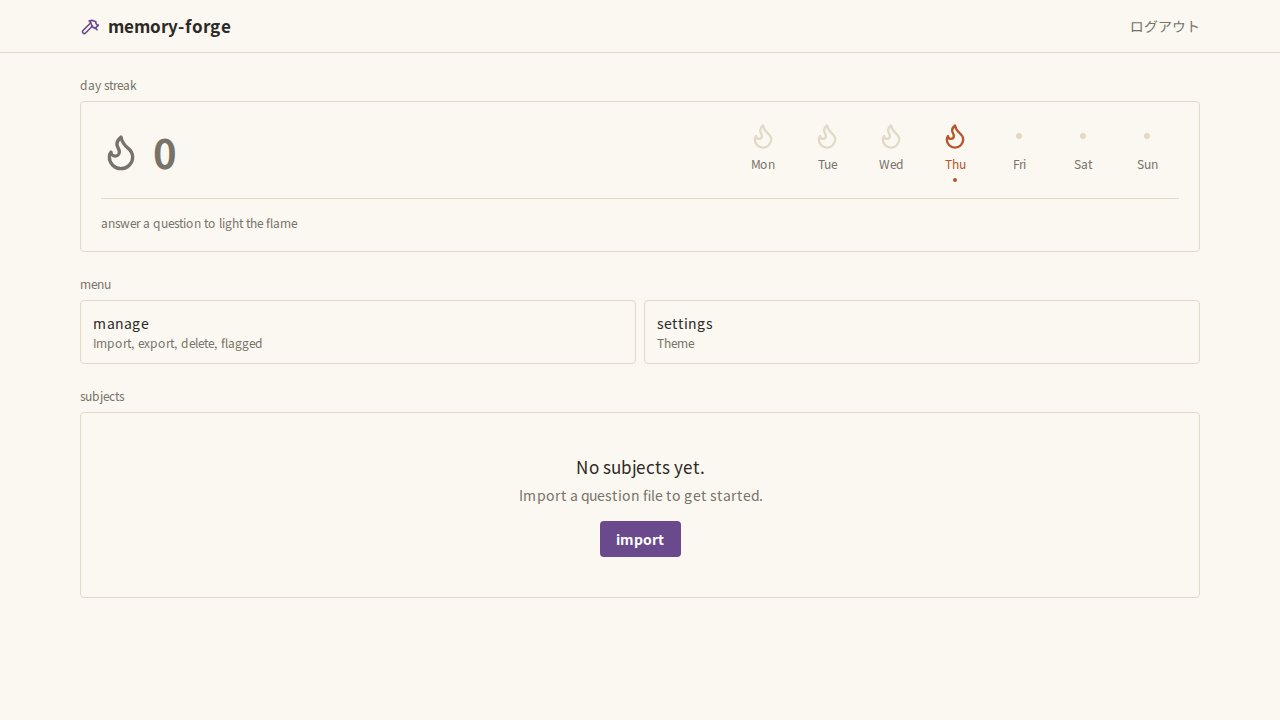 memory-forge
ログアウト
day streak
0
Mon Tue Wed Thu Fri Sat Sun
answer a question to light the flame
menu
manage
Import, export, delete, flagged
settings
Theme
subjects
No subjects yet.
Import a question file to get started.
import